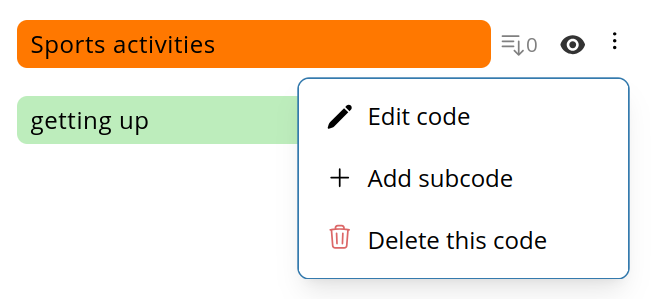 Sports activities 0
getting up
Edit code
Add subcode
Delete this code